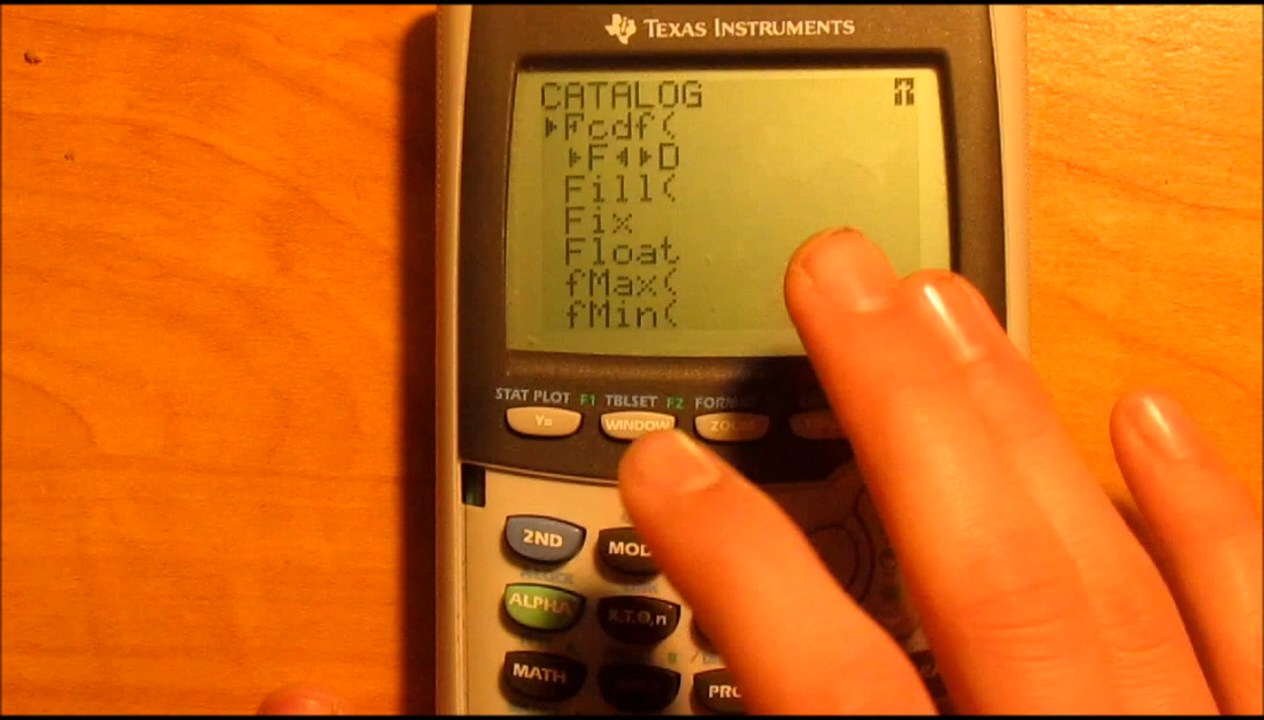 TEXAS INSTRUMENTS
CATALOG
▸Fcdf(
▸F◂▸D
Fill(
Fix
Float
fMax(
fMin(
STAT PLOT F1 TBLSET F2
Y= WINDOW ZOOM
2ND
ALPHA X,T,Θ,n
MATH